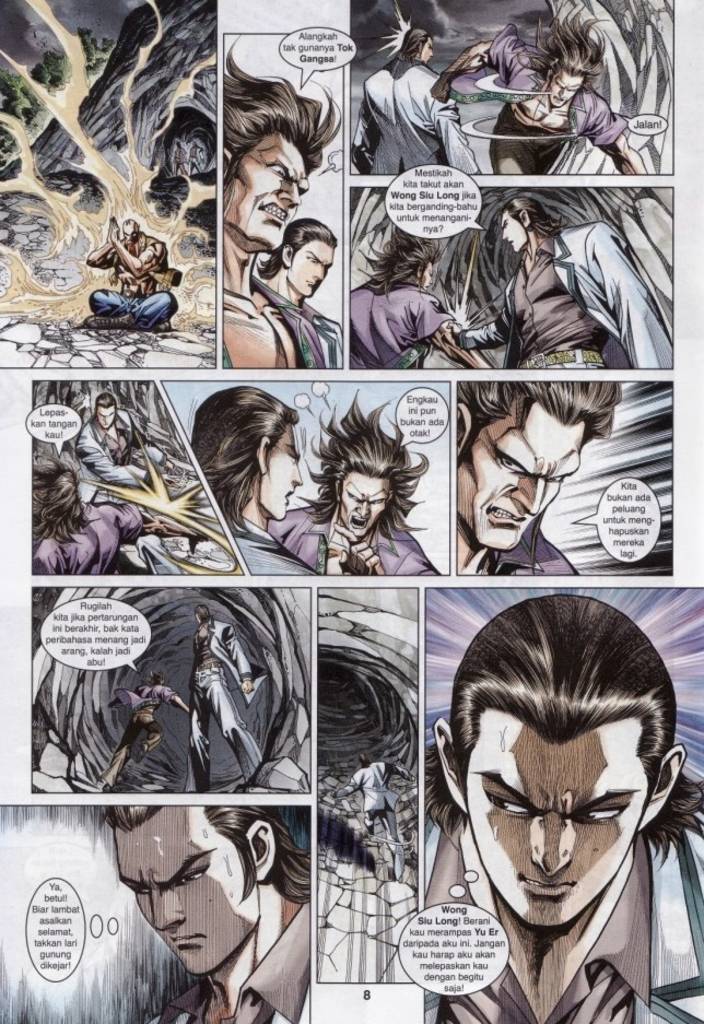 Alangkah
tak gunanya Tok
Gangsa!
Jalan!
Mestikah
kita takut akan
Wong Siu Long jika
kita berganding-bahu
untuk menangani-
nya?
Lepas-
kan tangan
kau!
Engkau
ini pun
bukan ada
otak!
Kita
bukan ada
peluang
untuk meng-
hapuskan
mereka
lagi.
Rugilah
kita jika pertarungan
ini berakhir, bak kata
peribahasa menang jadi
arang, kalah jadi
abu!
Ya,
betul!
Biar lambat
asalkan
selamat,
takkan lari
gunung
dikejar!
Wong
Siu Long! Berani
kau merampas Yu Er
daripada aku ini. Jangan
kau harap aku akan
melepaskan kau
dengan begitu
saja!
8